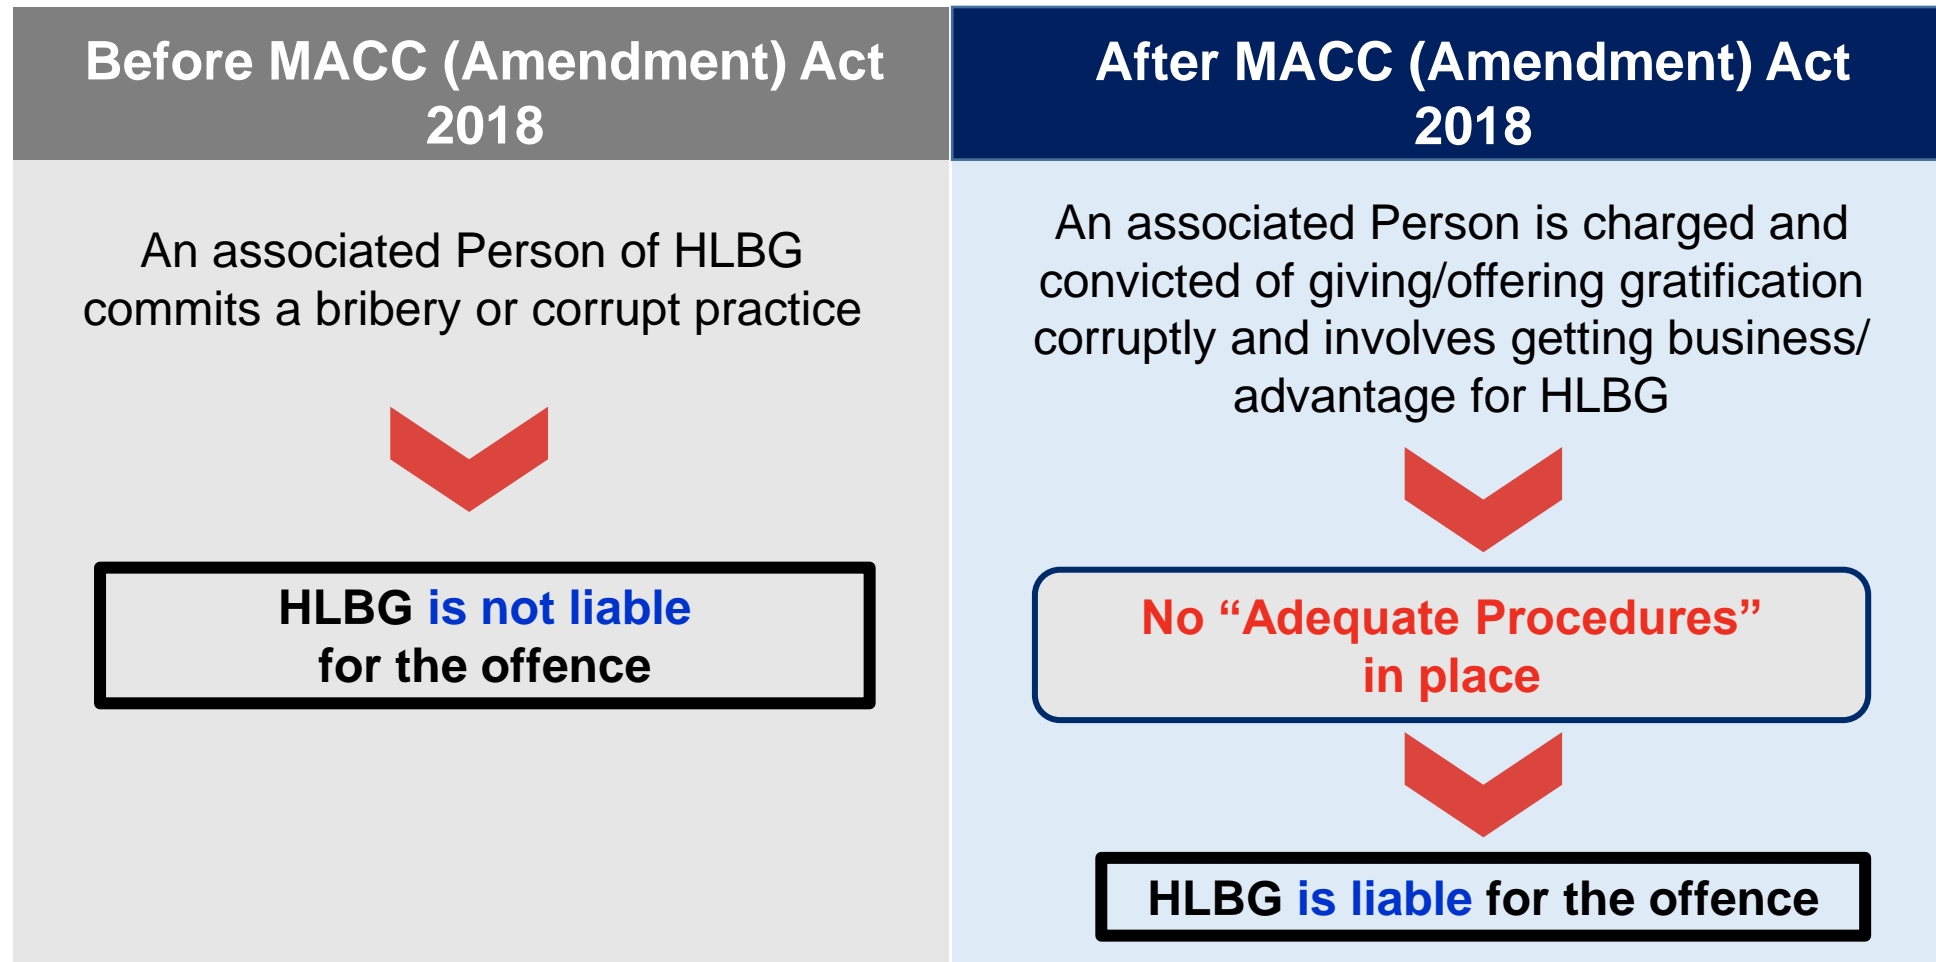 Before MACC (Amendment) Act
2018
An associated Person of HLBG
commits a bribery or corrupt practice
HLBG is not liable
for the offence
After MACC (Amendment) Act
2018
An associated Person is charged and
convicted of giving/offering gratification
corruptly and involves getting business/
advantage for HLBG
No “Adequate Procedures”
in place
HLBG is liable for the offence